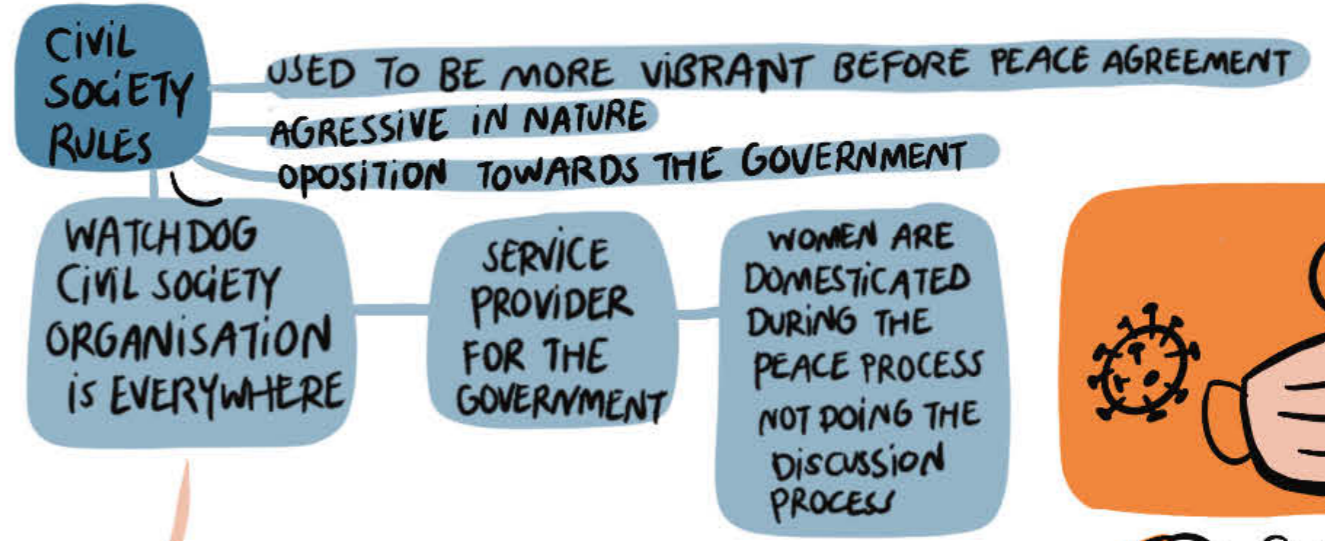 CIVIL
SOCIETY
RULES
USED TO BE MORE VIBRANT BEFORE PEACE AGREEMENT
AGRESSIVE IN NATURE
OPOSITION TOWARDS THE GOVERNMENT
WATCHDOG
CIVIL SOCIETY
ORGANISATION
IS EVERYWHERE
SERVICE
PROVIDER
FOR THE
GOVERNMENT
WOMEN ARE
DOMESTICATED
DURING THE
PEACE PROCESS
NOT DOING THE
DISCUSSION
PROCESS